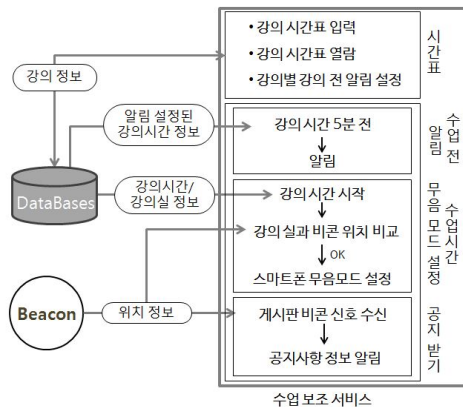 • 강의 시간표 입력
• 강의 시간표 열람
• 강의별 강의 전 알림 설정
시간표
강의 정보
알림 설정된
강의시간 정보
강의시간 5분 전
알림
수업 전
알림
DataBases
강의시간/
강의실 정보
강의시간 시작
강의 실과 비콘 위치 비교
OK
스마트폰 무음모드 설정
수업시간
무음 모드 설정
Beacon
위치 정보
게시판 비콘 신호 수신
공지사항 정보 알림
공지 받기
수업 보조 서비스